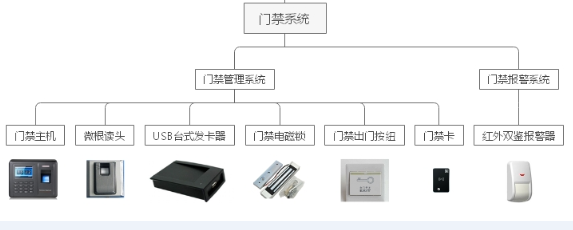 门禁系统
门禁管理系统
门禁报警系统
门禁主机
微根读头
USB台式发卡器
门禁电磁锁
门禁出门按钮
门禁卡
红外双鉴报警器